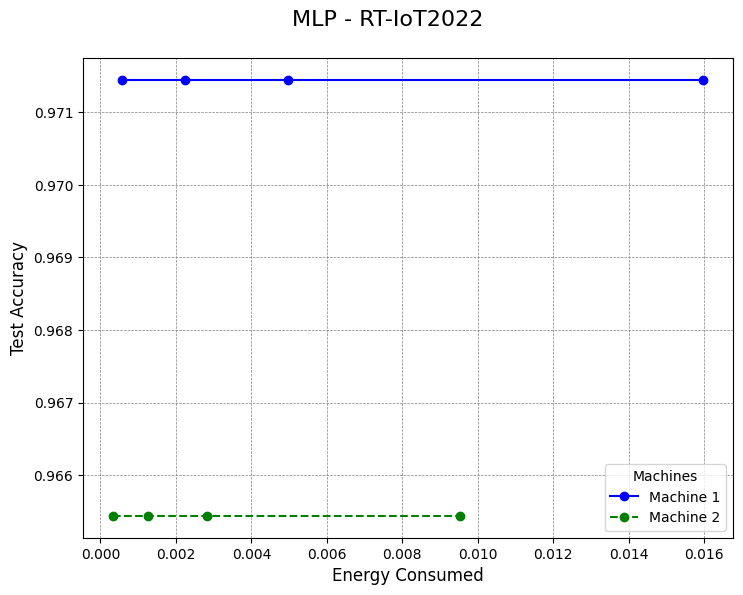 MLP - RT-IoT2022
Test Accuracy
0.971
0.970
0.969
0.968
0.967
0.966
Machines
Machine 1
Machine 2
0.000 0.002 0.004 0.006 0.008 0.010 0.012 0.014 0.016
Energy Consumed